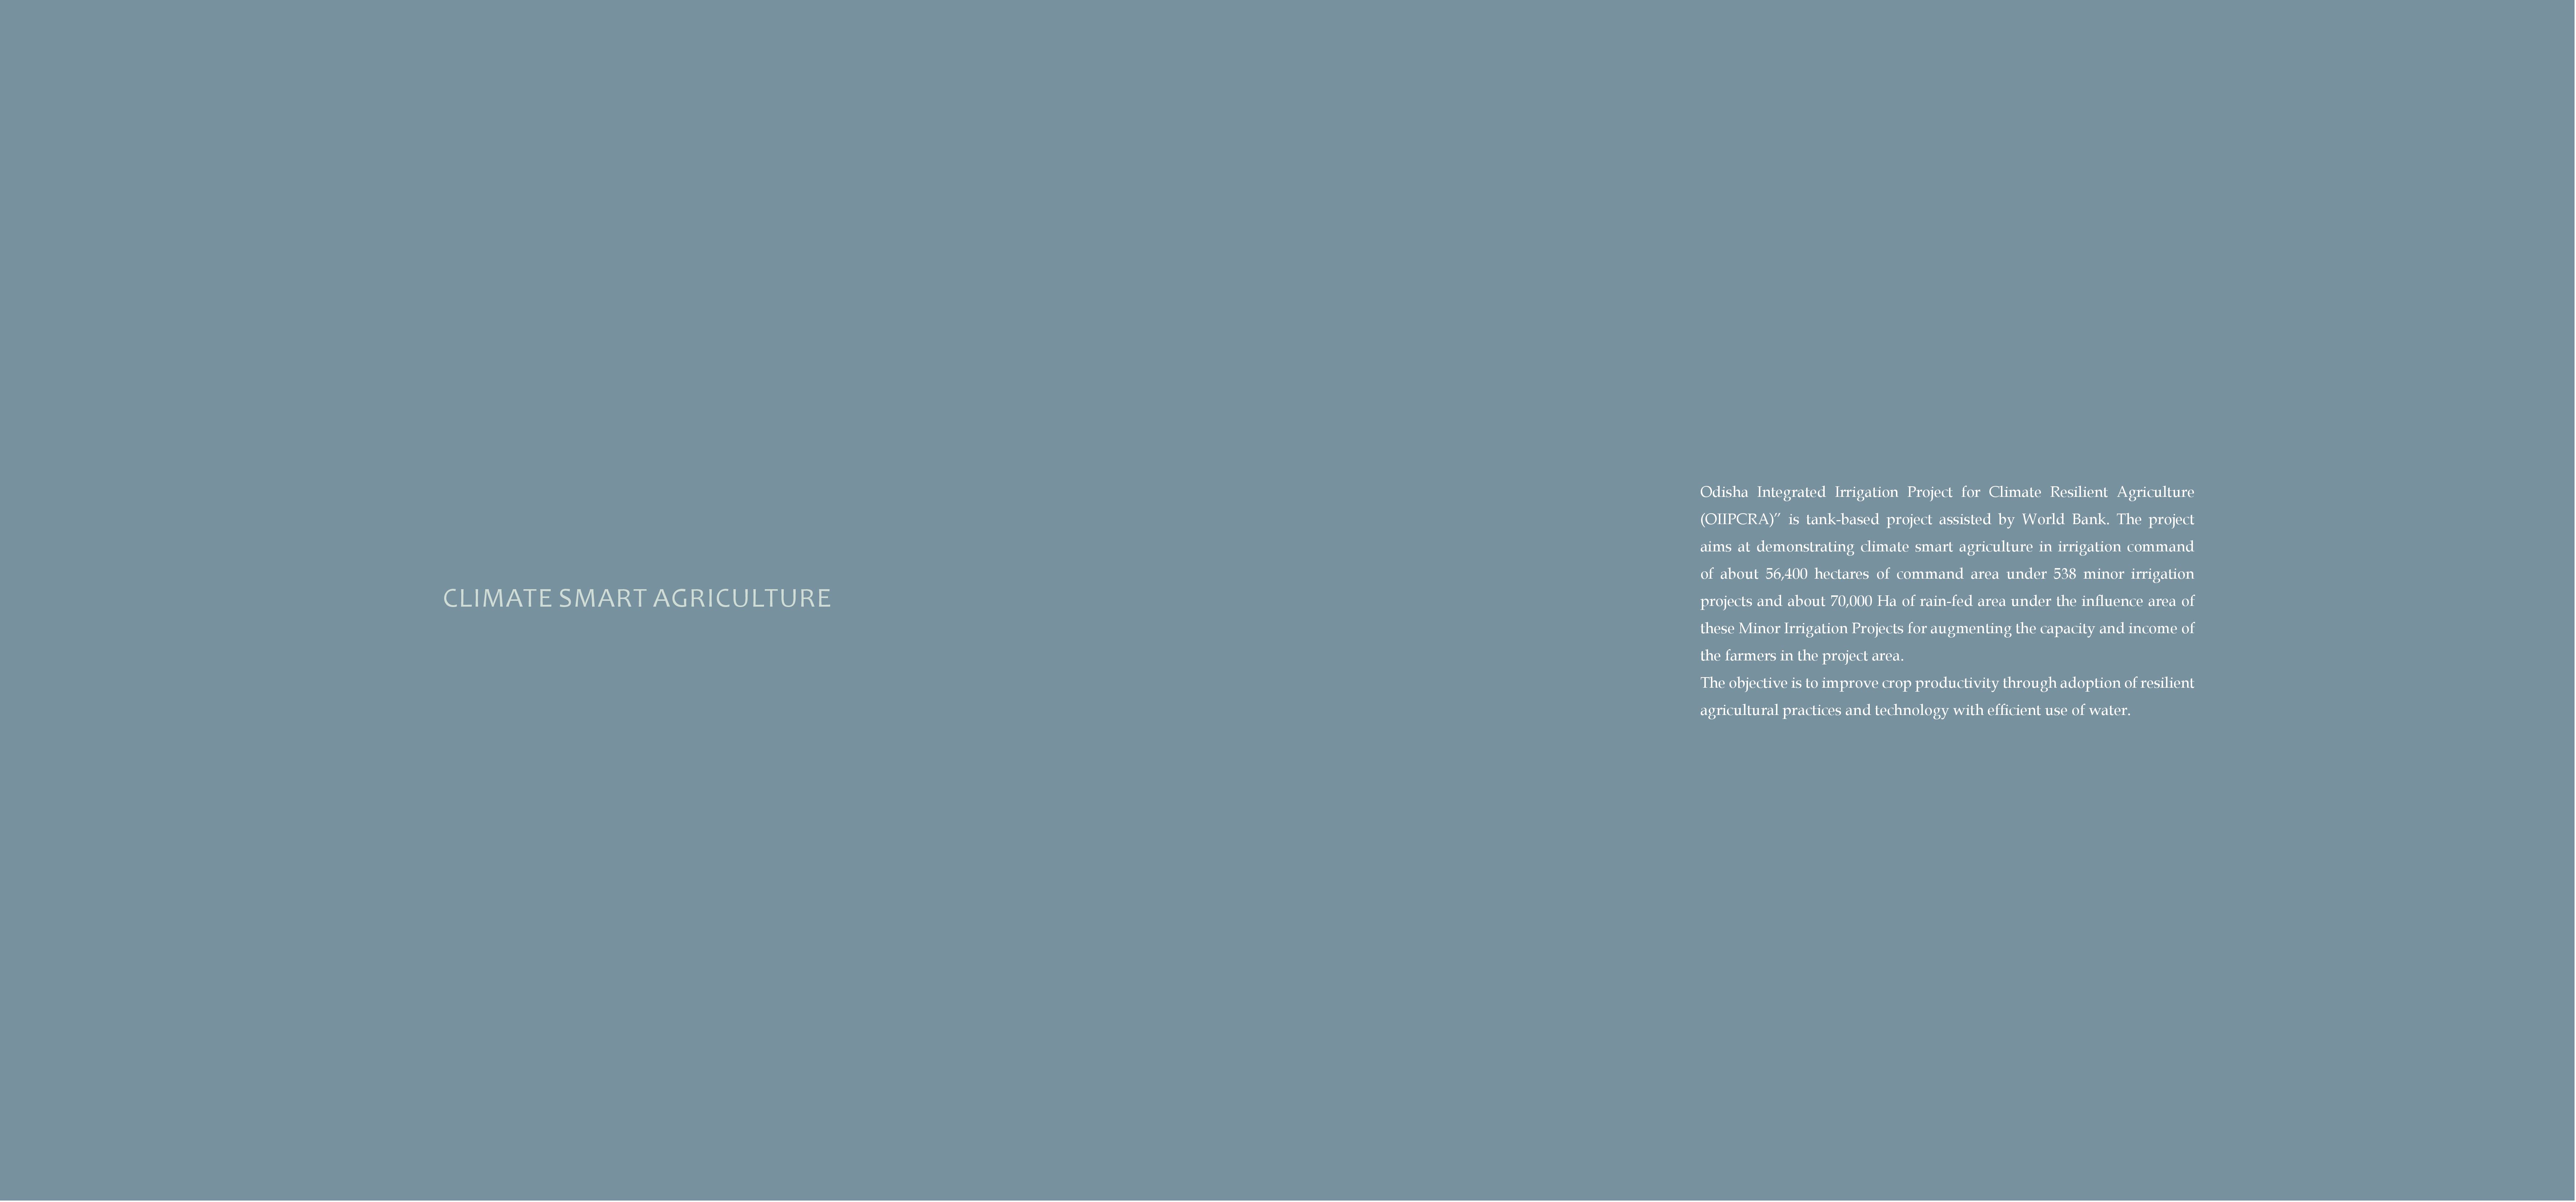 CLIMATE SMART AGRICULTURE
Odisha Integrated Irrigation Project for Climate Resilient Agriculture
(OIIPCRA)” is tank-based project assisted by World Bank. The project
aims at demonstrating climate smart agriculture in irrigation command
of about 56,400 hectares of command area under 538 minor irrigation
projects and about 70,000 Ha of rain-fed area under the influence area of
these Minor Irrigation Projects for augmenting the capacity and income of
the farmers in the project area.
The objective is to improve crop productivity through adoption of resilient
agricultural practices and technology with efficient use of water.